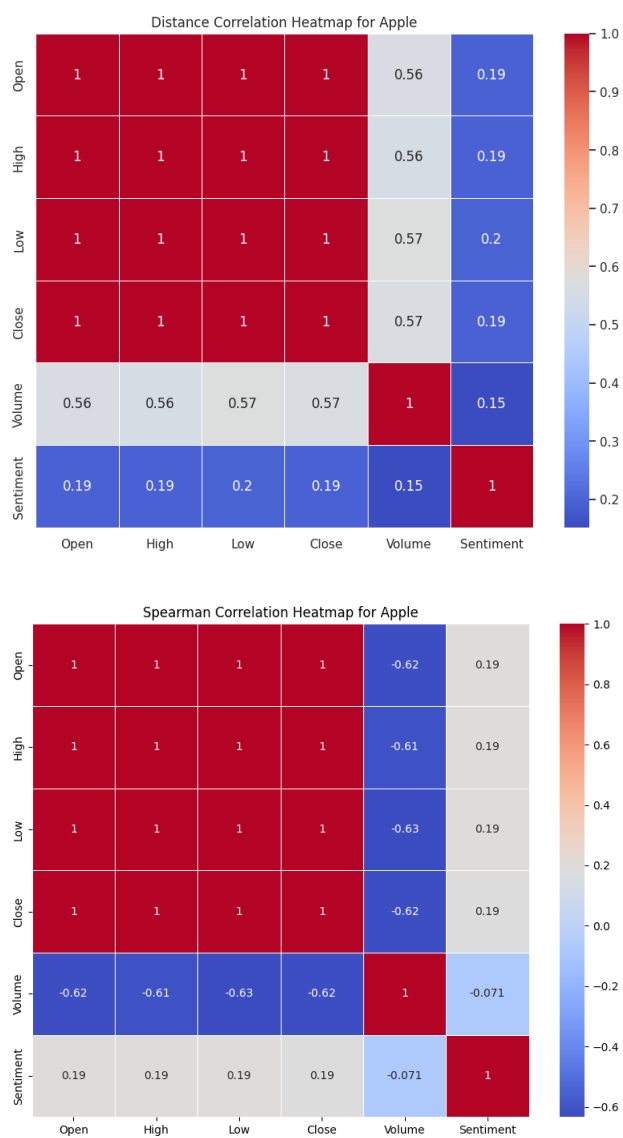 Distance Correlation Heatmap for Apple
Open 1 1 1 1 0.56 0.19
High 1 1 1 1 0.56 0.19
Low 1 1 1 1 0.57 0.2
Close 1 1 1 1 0.57 0.19
Volume 0.56 0.56 0.57 0.57 1 0.15
Sentiment 0.19 0.19 0.2 0.19 0.15 1
Open High Low Close Volume Sentiment
1.0
0.9
0.8
0.7
0.6
0.5
0.4
0.3
0.2
Spearman Correlation Heatmap for Apple
Open 1 1 1 1 -0.62 0.19
High 1 1 1 1 -0.61 0.19
Low 1 1 1 1 -0.63 0.19
Close 1 1 1 1 -0.62 0.19
Volume -0.62 -0.61 -0.63 -0.62 1 -0.071
Sentiment 0.19 0.19 0.19 0.19 -0.071 1
Open High Low Close Volume Sentiment
1.0
0.8
0.6
0.4
0.2
0.0
−0.2
−0.4
−0.6